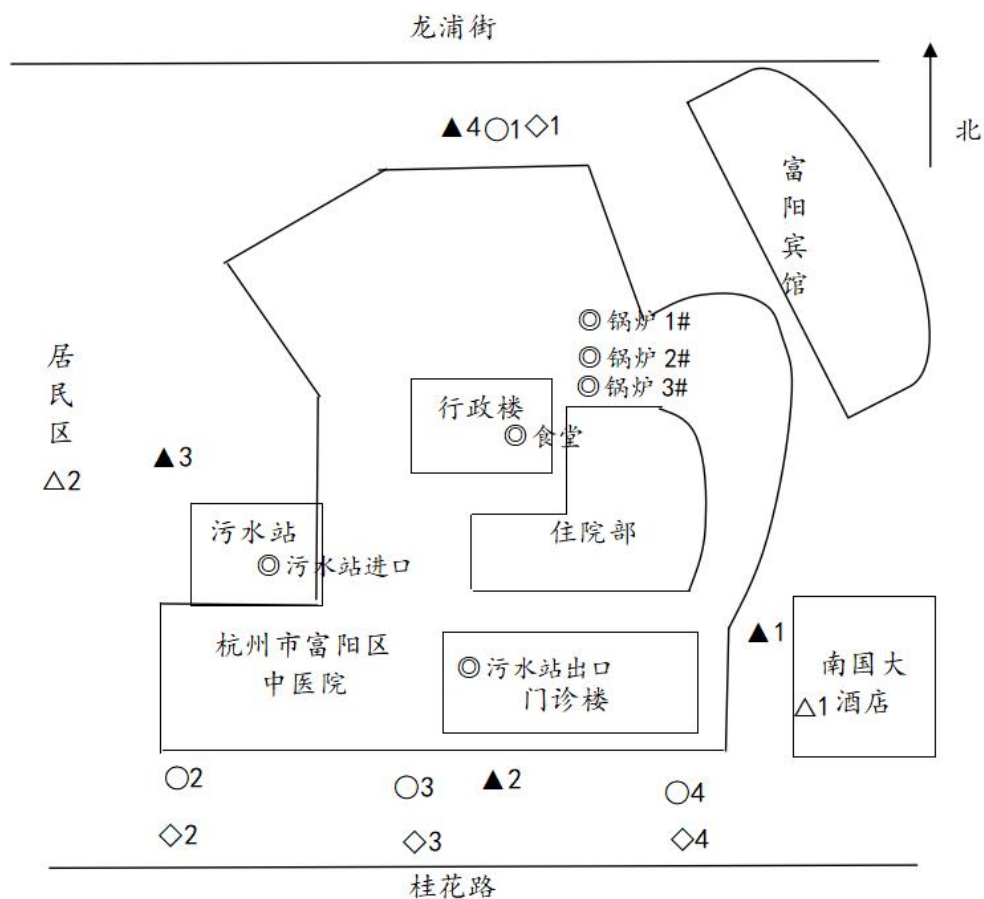 龙浦街
▲4 ○1 ◇1
北
富阳宾馆
◎锅炉 1#
◎锅炉 2#
◎锅炉 3#
居民区
行政楼
◎食堂
▲3
△2
污水站
◎污水站进口
住院部
▲1
杭州市富阳区
中医院
◎污水站出口
门诊楼
南国大
△1 酒店
○2
○3
▲2
○4
◇2
◇3
◇4
桂花路